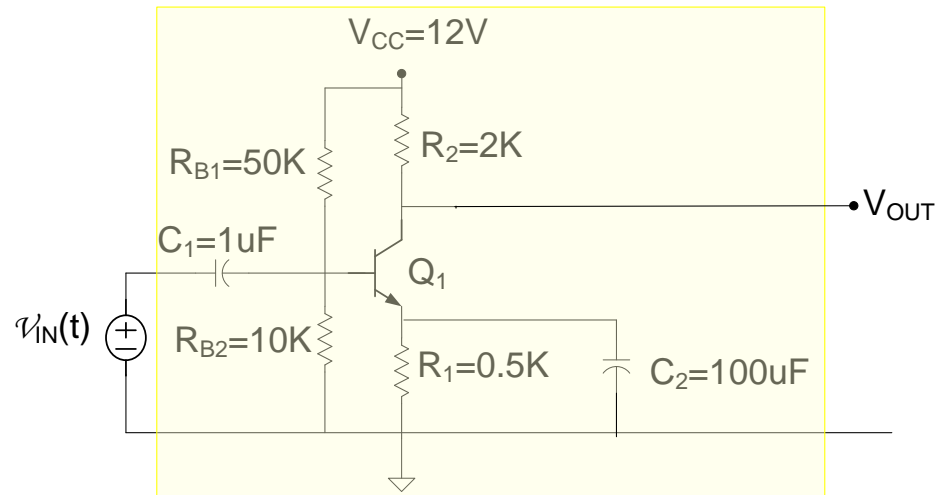 V_CC=12V
R_B1=50K
R_2=2K
V_OUT
C_1=1uF
Q_1
𝒱_IN(t)
R_B2=10K
R_1=0.5K
C_2=100uF